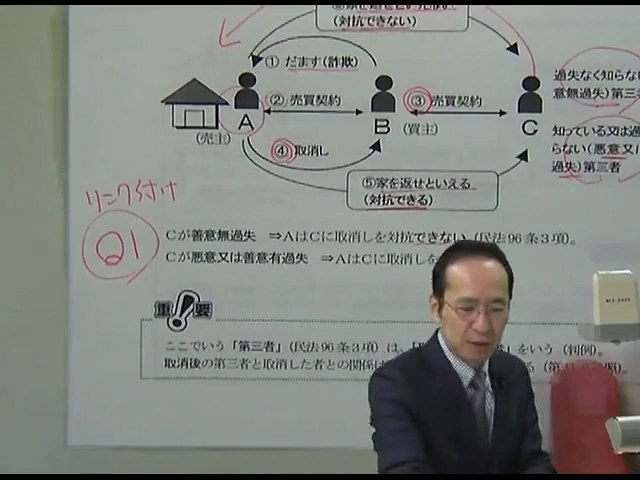 (対抗できない)
①だます(詐欺)
過失なく知らな
意無過失)第三
②売買契約
③売買契約
A
B
C
(売主)
(買主)
知っている又は過
らない(悪意又は
過失)第三者
④取消し
⑤家を返せといえる
(対抗できる)
リンク付け
Q1
Cが善意無過失 ⇒AはCに取消しを対抗できない(民法96条3項)。
Cが悪意又は善意有過失 ⇒AはCに取消しを
重!要
ここでいう「第三者」(民法96条3項)は、
をいう(判例)。
取消後の第三者と取消した者との関係は
ELMO